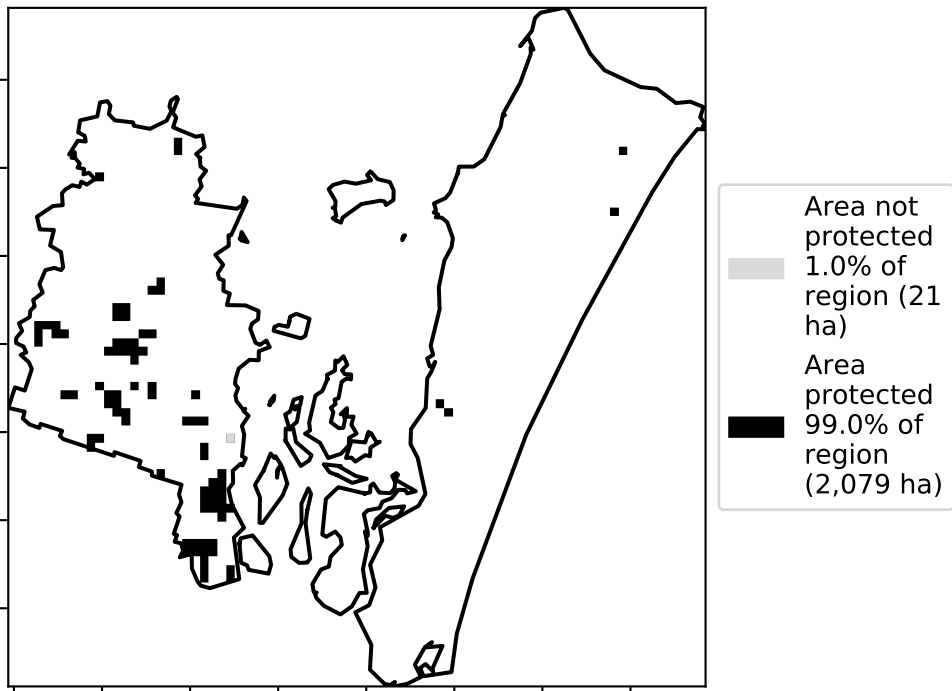 Area not
protected
1.0% of
region (21
ha)
Area
protected
99.0% of
region
(2,079 ha)